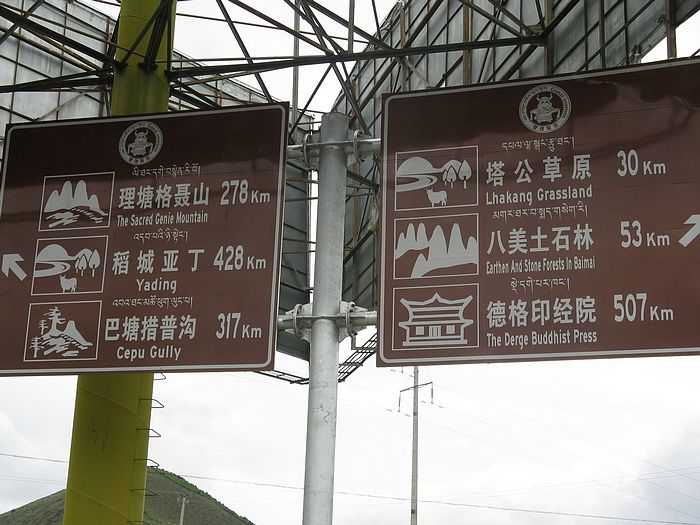 理塘格聂山 278 Km
The Sacred Genie Mountain
稻城亚丁 428 Km
Yading
巴塘措普沟 317 Km
Cepu Gully
塔公草原 30 Km
Lhakang Grassland
八美土石林 53 Km
Earthen And Stone Forests In Baimai
德格印经院 507 Km
The Derge Buddhist Press